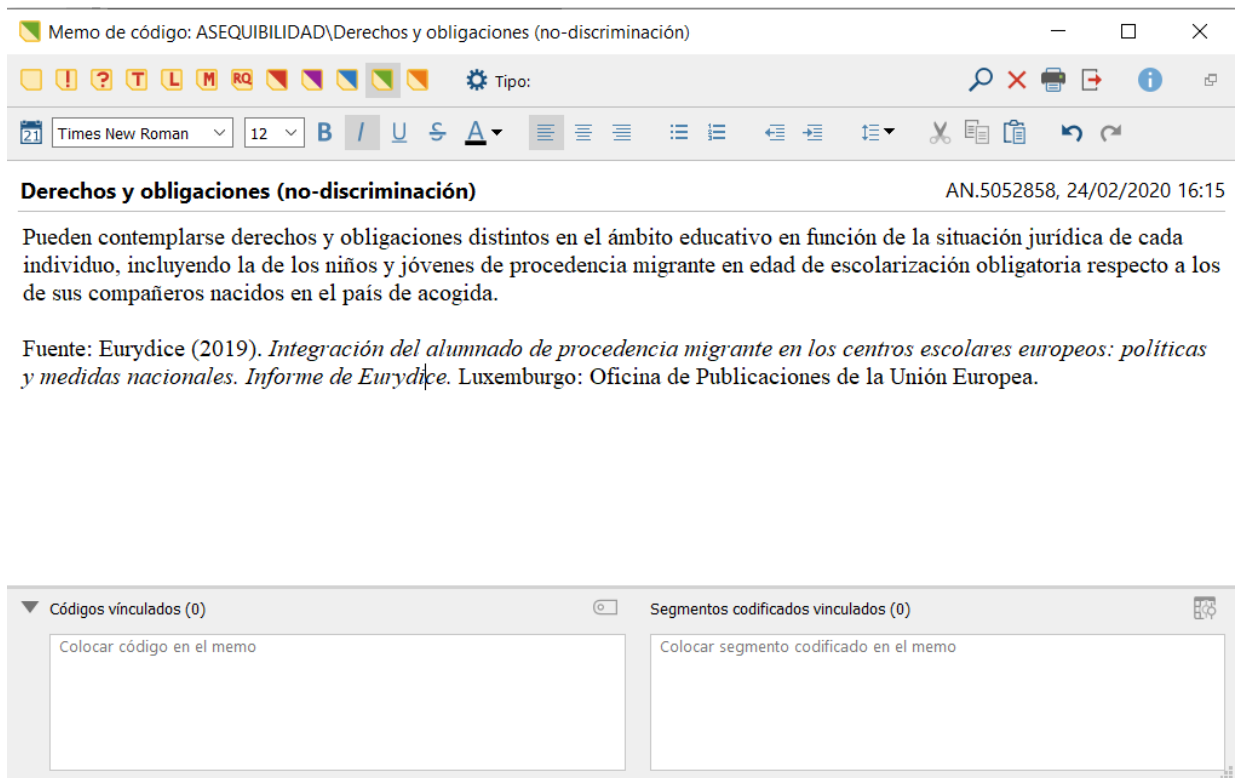 Memo de código: ASEQUIBILIDAD\Derechos y obligaciones (no-discriminación)
! ? T L M RQ Tipo:
21 Times New Roman 12 B I U S A
Derechos y obligaciones (no-discriminación) AN.5052858, 24/02/2020 16:15
Pueden contemplarse derechos y obligaciones distintos en el ámbito educativo en función de la situación jurídica de cada
individuo, incluyendo la de los niños y jóvenes de procedencia migrante en edad de escolarización obligatoria respecto a los
de sus compañeros nacidos en el país de acogida.
Fuente: Eurydice (2019). Integración del alumnado de procedencia migrante en los centros escolares europeos: políticas
y medidas nacionales. Informe de Eurydice. Luxemburgo: Oficina de Publicaciones de la Unión Europea.
Códigos vínculados (0) Segmentos codificados vinculados (0)
Colocar código en el memo Colocar segmento codificado en el memo